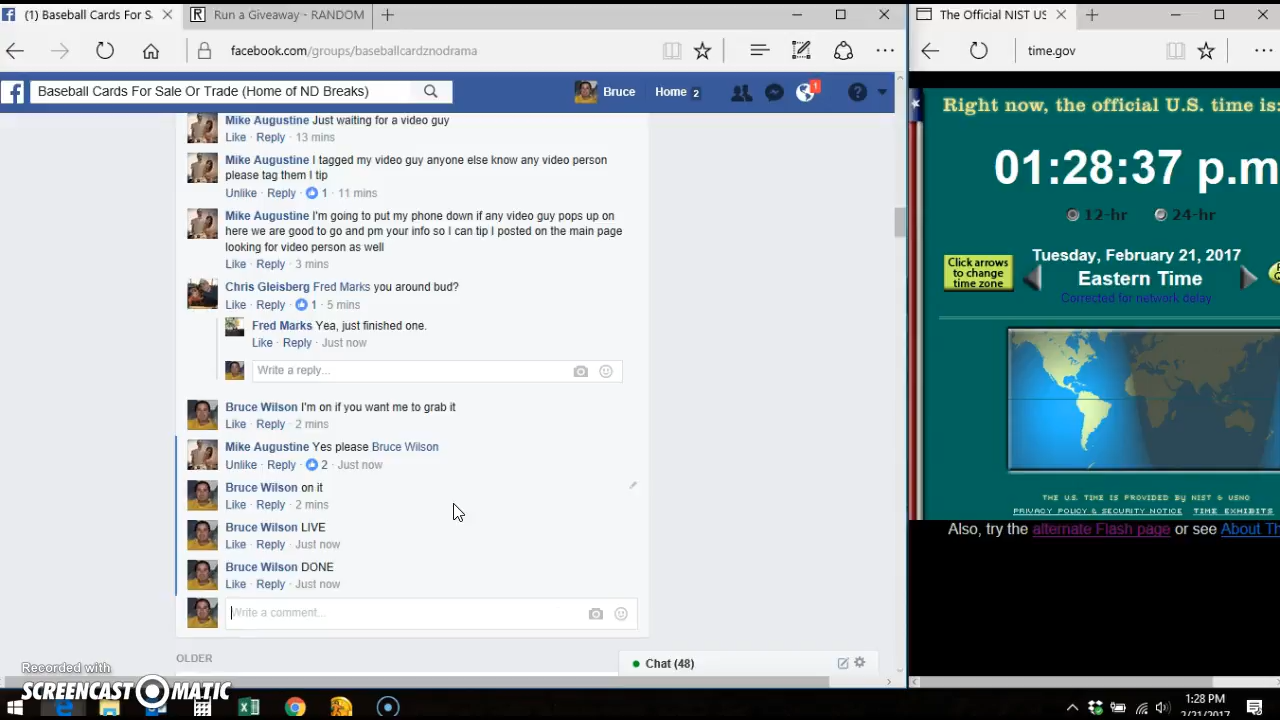 (1) Baseball Cards For S
Run a Giveaway - RANDOM
The Official NIST US
facebook.com/groups/baseballcardznodrama
time.gov
Baseball Cards For Sale Or Trade (Home of ND Breaks)
Bruce
Home 2
1
Mike Augustine Just waiting for a video guy
Like · Reply · 13 mins
Mike Augustine I tagged my video guy anyone else know any video person
please tag them I tip
Unlike · Reply · 1 · 11 mins
Mike Augustine I'm going to put my phone down if any video guy pops up on
here we are good to go and pm your info so I can tip I posted on the main page
looking for video person as well
Like · Reply · 3 mins
Chris Gleisberg Fred Marks you around bud?
Like · Reply · 1 · 5 mins
Fred Marks Yea, just finished one.
Like · Reply · Just now
Write a reply...
Bruce Wilson I'm on if you want me to grab it
Like · Reply · 2 mins
Mike Augustine Yes please Bruce Wilson
Unlike · Reply · 2 · Just now
Bruce Wilson on it
Like · Reply · 2 mins
Bruce Wilson LIVE
Like · Reply · Just now
Bruce Wilson DONE
Like · Reply · Just now
Write a comment...
OLDER
Chat (48)
Right now, the official U.S. time is:
01:28:37 p.m
12-hr 24-hr
Click arrows
to change
time zone
Tuesday, February 21, 2017
Eastern Time
Corrected for network delay
THE U.S. TIME IS PROVIDED BY NIST & USNO
PRIVACY POLICY & SECURITY NOTICE TIME EXHIBITS
Also, try the alternate Flash page or see About Th
Recorded with
SCREENCAST-O-MATIC
1:28 PM
2/21/2017